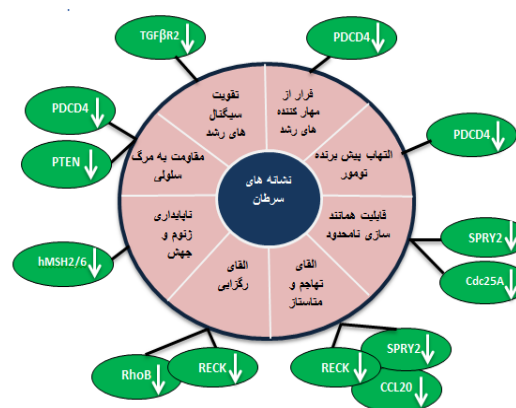 TGFβR2
PDCD4
PDCD4
PTEN
PDCD4
hMSH2/6
SPRY2
Cdc25A
RhoB
RECK
RECK
SPRY2
CCL20
تقویت
سیگنال
های رشد
فرار از
مهار کننده
های رشد
التهاب پیش برنده
تومور
قابلیت همانند
سازی نامحدود
القای
تهاجم و
متاستاز
القای
رگزایی
ناپایداری
ژنوم و
جهش
مقاومت به مرگ
سلولی
نشانه های
سرطان